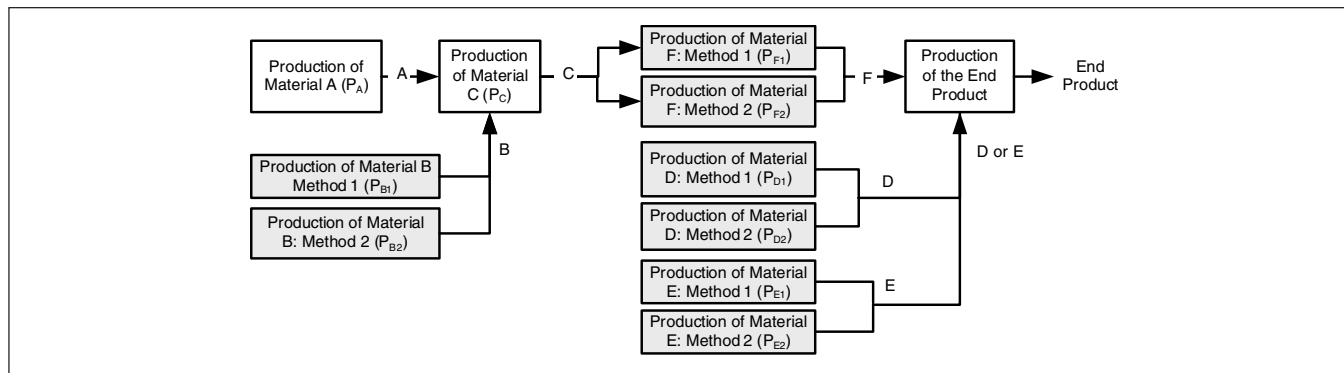 Production of
Material A (PA)
A
Production
of Material
C (PC)
C
Production of Material
F: Method 1 (PF1)
Production of Material
F: Method 2 (PF2)
F
Production
of the End
Product
End
Product
B
Production of Material B
Method 1 (PB1)
Production of Material
B: Method 2 (PB2)
D or E
Production of Material
D: Method 1 (PD1)
Production of Material
D: Method 2 (PD2)
D
Production of Material
E: Method 1 (PE1)
Production of Material
E: Method 2 (PE2)
E